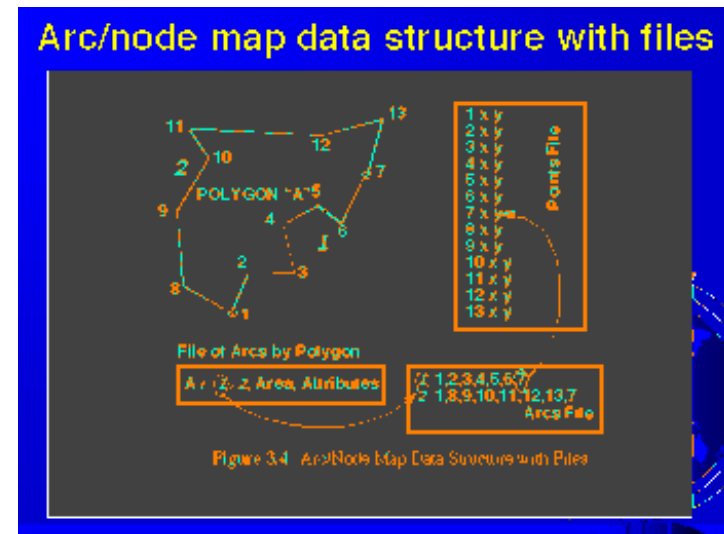 Arc/node map data structure with files
13
11
12
10
2
7
POLYGON "A"
5
9
4
6
1
2
3
8
1
1 x y
2 x y
3 x y
4 x y
5 x y
6 x y
7 x y
8 x y
9 x y
10 x y
11 x y
12 x y
13 x y
Points File
File of Arcs by Polygon
A : 1, 2, Area, Attributes
1 1,2,3,4,5,6,7
2 1,8,9,10,11,12,13,7
Arcs File
Figure 3.4 Arc/Node Map Data Structure with Files